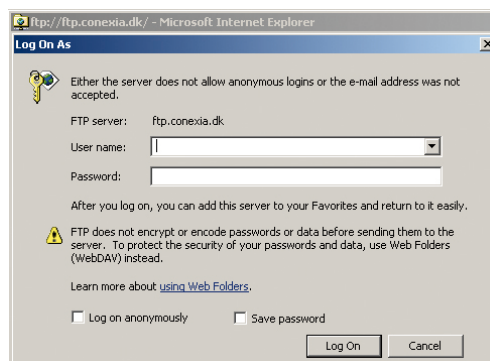 ftp://ftp.conexia.dk/ - Microsoft Internet Explorer
Log On As
Either the server does not allow anonymous logins or the e-mail address was not
accepted.
FTP server: ftp.conexia.dk
User name:
Password:
After you log on, you can add this server to your Favorites and return to it easily.
FTP does not encrypt or encode passwords or data before sending them to the
server. To protect the security of your passwords and data, use Web Folders
(WebDAV) instead.
Learn more about using Web Folders.
Log on anonymously Save password
Log On Cancel